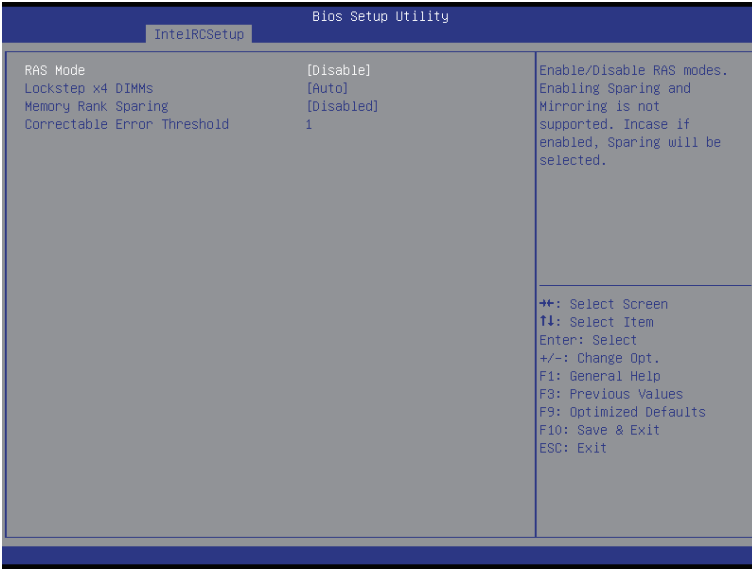 Bios Setup Utility
IntelRCSetup
RAS Mode [Disable]
Lockstep x4 DIMMs [Auto]
Memory Rank Sparing [Disabled]
Correctable Error Threshold 1
Enable/Disable RAS modes.
Enabling Sparing and
Mirroring is not
supported. Incase if
enabled, Sparing will be
selected.
→←: Select Screen
↑↓: Select Item
Enter: Select
+/-: Change Opt.
F1: General Help
F3: Previous Values
F9: Optimized Defaults
F10: Save & Exit
ESC: Exit